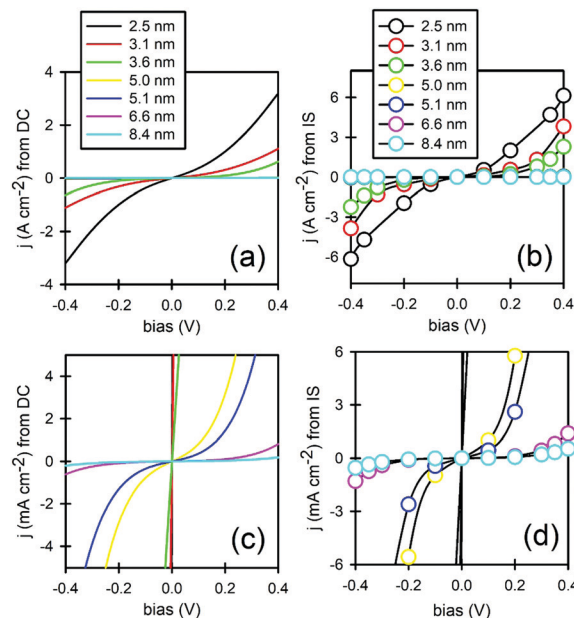 2.5 nm
3.1 nm
3.6 nm
5.0 nm
5.1 nm
6.6 nm
8.4 nm
j (A cm⁻²) from DC
4
2
0
-2
-4
-0.4 -0.2 0.0 0.2 0.4
bias (V)
(a)
2.5 nm
3.1 nm
3.6 nm
5.0 nm
5.1 nm
6.6 nm
8.4 nm
j (A cm⁻²) from IS
6
3
0
-3
-6
-0.4 -0.2 0.0 0.2 0.4
bias (V)
(b)
j (mA cm⁻²) from DC
4
2
0
-2
-4
-0.4 -0.2 0.0 0.2 0.4
bias (V)
(c)
j (mA cm⁻²) from IS
6
3
0
-3
-6
-0.4 -0.2 0.0 0.2 0.4
bias (V)
(d)